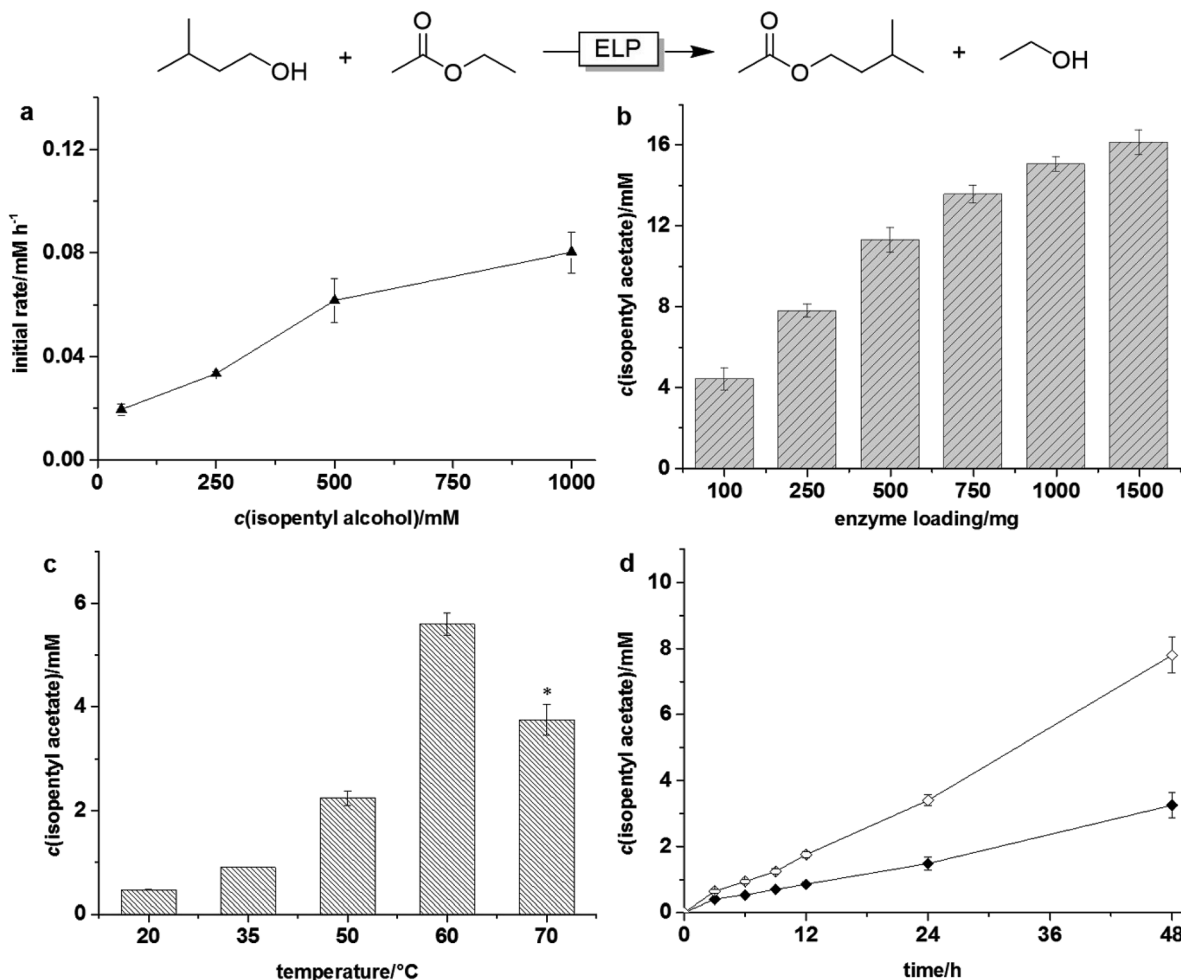 OH + O O ELP O O + OH
a
0.12
0.08
0.04
0.00
initial rate/mM h⁻¹
0 250 500 750 1000
c(isopentyl alcohol)/mM
b
16
12
8
4
0
c(isopentyl acetate)/mM
100 250 500 750 1000 1500
enzyme loading/mg
c
6
4
2
0
c(isopentyl acetate)/mM
*
20 35 50 60 70
temperature/°C
d
10
8
6
4
2
0
c(isopentyl acetate)/mM
0 12 24 36 48
time/h